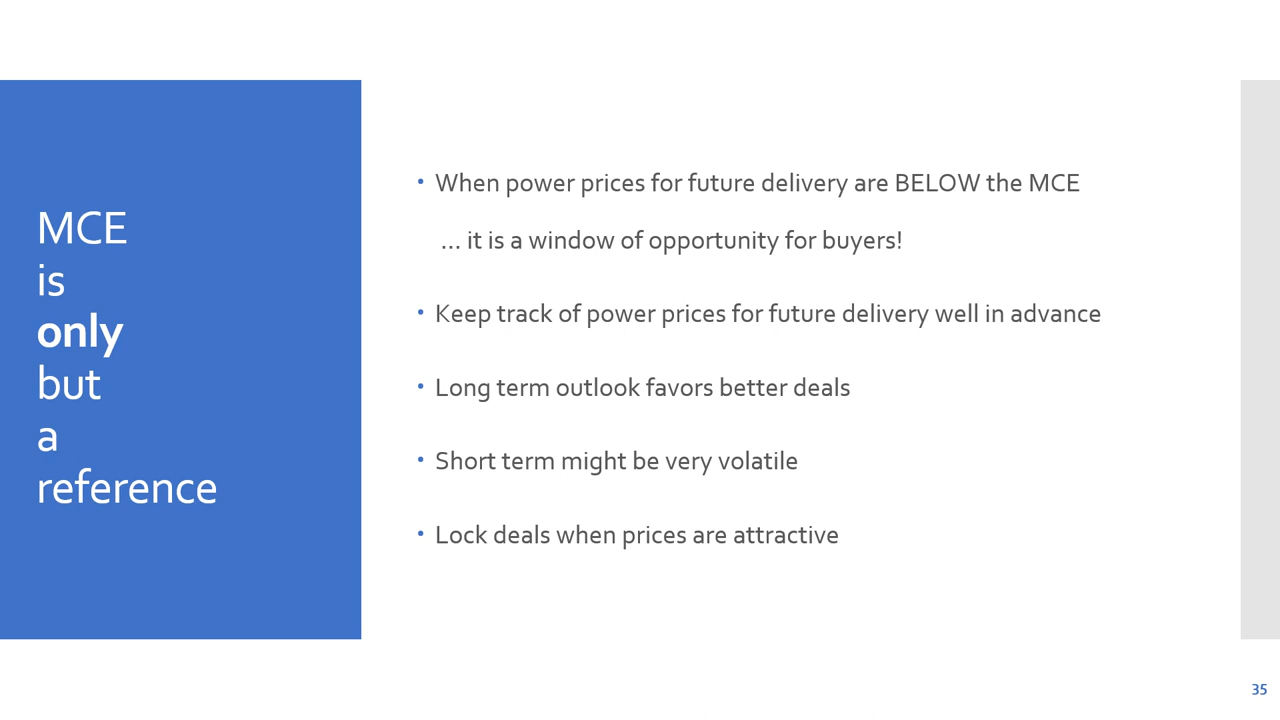 MCE
is
only
but
a
reference
• When power prices for future delivery are BELOW the MCE
... it is a window of opportunity for buyers!
• Keep track of power prices for future delivery well in advance
• Long term outlook favors better deals
• Short term might be very volatile
• Lock deals when prices are attractive
35